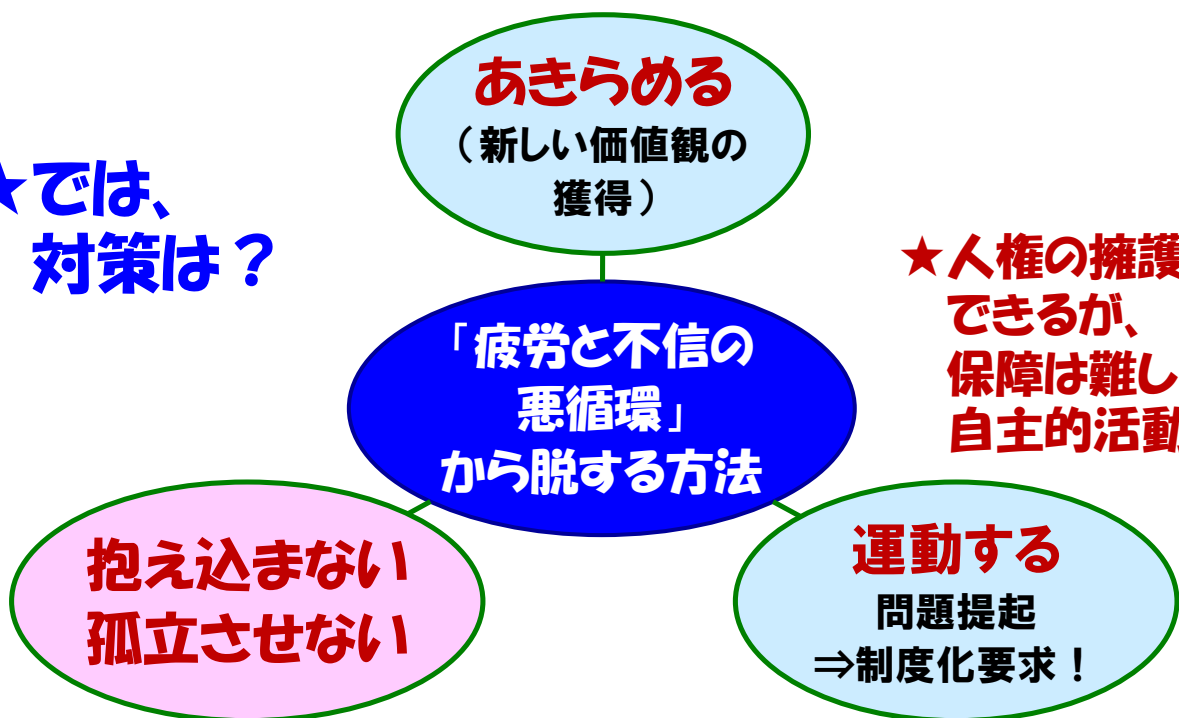 あきらめる
（新しい価値観の
獲得）
★では、
対策は？
★人権の擁護
できるが、
保障は難し
自主的活動
「疲労と不信の
悪循環」
から脱する方法
抱え込まない
孤立させない
運動する
問題提起
⇒制度化要求！